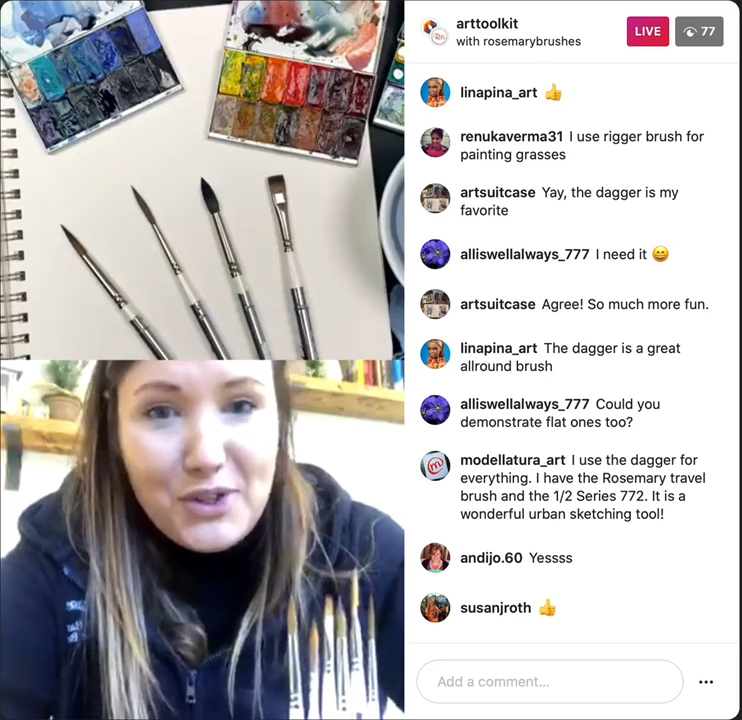 arttoolkit
with rosemarybrushes
LIVE
77
linapina_art 👍
renukaverma31 I use rigger brush for
painting grasses
artsuitcase Yay, the dagger is my
favorite
alliswellalways_777 I need it 😄
artsuitcase Agree! So much more fun.
linapina_art The dagger is a great
allround brush
alliswellalways_777 Could you
demonstrate flat ones too?
modellatura_art I use the dagger for
everything. I have the Rosemary travel
brush and the 1/2 Series 772. It is a
wonderful urban sketching tool!
andijo.60 Yessss
susanjroth 👍
Add a comment...